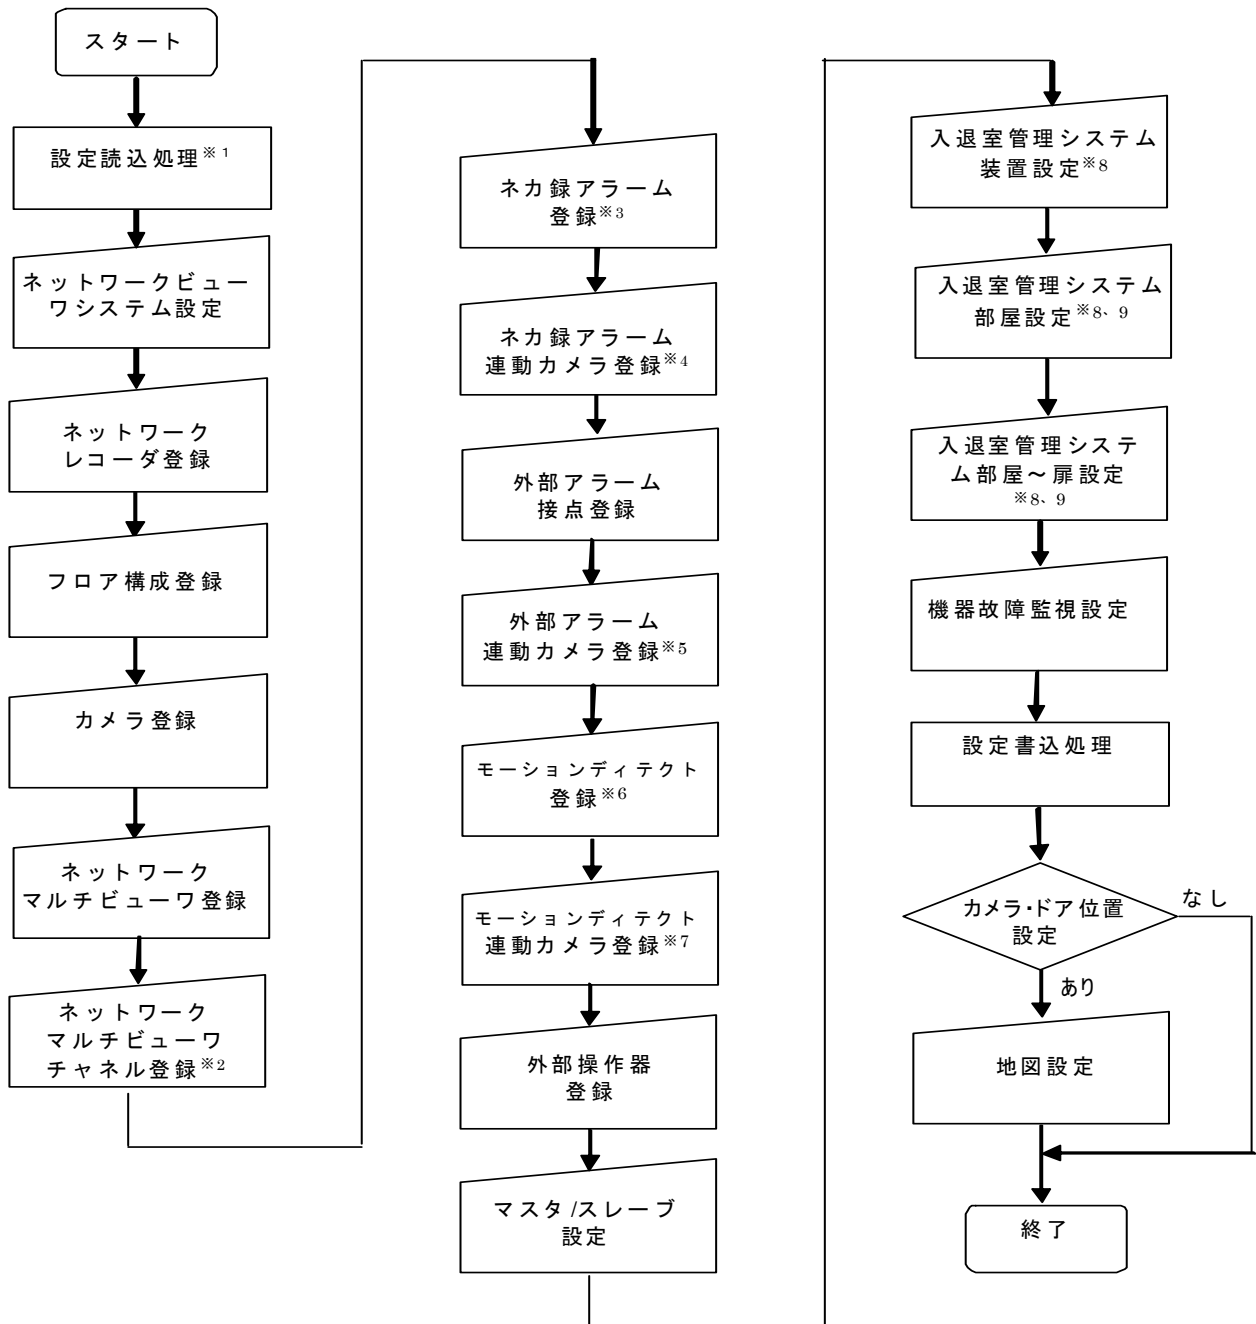 スタート
設定読込処理※1
ネットワークビュー
ワシステム設定
ネットワーク
レコーダ登録
フロア構成登録
カメラ登録
ネットワーク
マルチビューワ登録
ネットワーク
マルチビューワ
チャネル登録※2
ネカ録アラーム
登録※3
ネカ録アラーム
連動カメラ登録※4
外部アラーム
接点登録
外部アラーム
連動カメラ登録※5
モーションディテクト
登録※6
モーションディテクト
連動カメラ登録※7
外部操作器
登録
マスタ/スレーブ
設定
入退室管理システム
装置設定※8
入退室管理システム
部屋設定※8、9
入退室管理システ
ム部屋～扉設定
※8、9
機器故障監視設定
設定書込処理
カメラ・ドア位置
設定
なし
あり
地図設定
終了